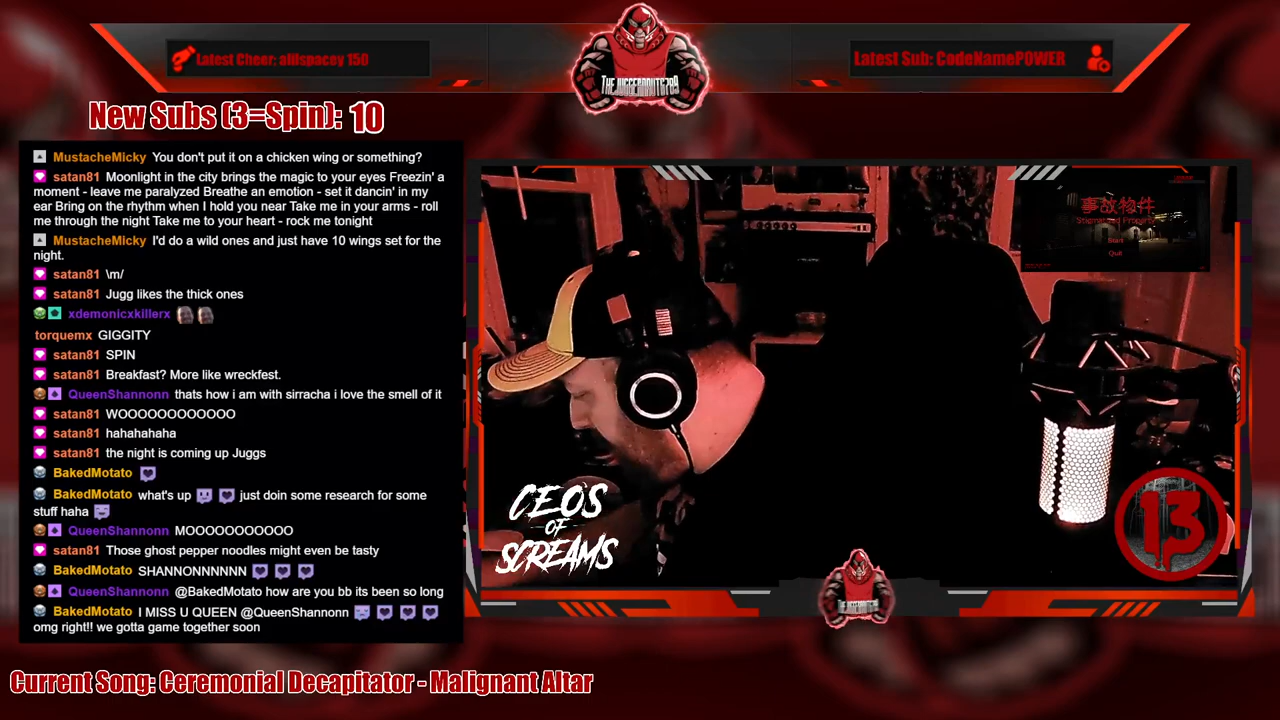 Latest Cheer: alilspacey 150
THEJUGGERNAUT6789
Latest Sub: CodeNamePOWER
New Subs (3=Spin): 10
MustacheMicky You don't put it on a chicken wing or something?
satan81 Moonlight in the city brings the magic to your eyes Freezin' a
moment - leave me paralyzed Breathe an emotion - set it dancin' in my
ear Bring on the rhythm when I hold you near Take me in your arms - roll
me through the night Take me to your heart - rock me tonight
MustacheMicky I'd do a wild ones and just have 10 wings set for the
night.
satan81 \m/
satan81 Jugg likes the thick ones
xdemonicxkillerx
torquemx GIGGITY
satan81 SPIN
satan81 Breakfast? More like wreckfest.
QueenShannonn thats how i am with sirracha i love the smell of it
satan81 WOOOOOOOOOOOO
satan81 hahahahaha
satan81 the night is coming up Juggs
BakedMotato
BakedMotato what's up just doin some research for some
stuff haha
QueenShannonn MOOOOOOOOOOO
satan81 Those ghost pepper noodles might even be tasty
BakedMotato SHANNONNNNNN
QueenShannonn @BakedMotato how are you bb its been so long
BakedMotato I MISS U QUEEN @QueenShannonn
omg right!! we gotta game together soon
事故物件
Stigmatized Property
Start
Quit
CEOS
OF
SCREAMS
13
Current Song: Ceremonial Decapitator - Malignant Altar